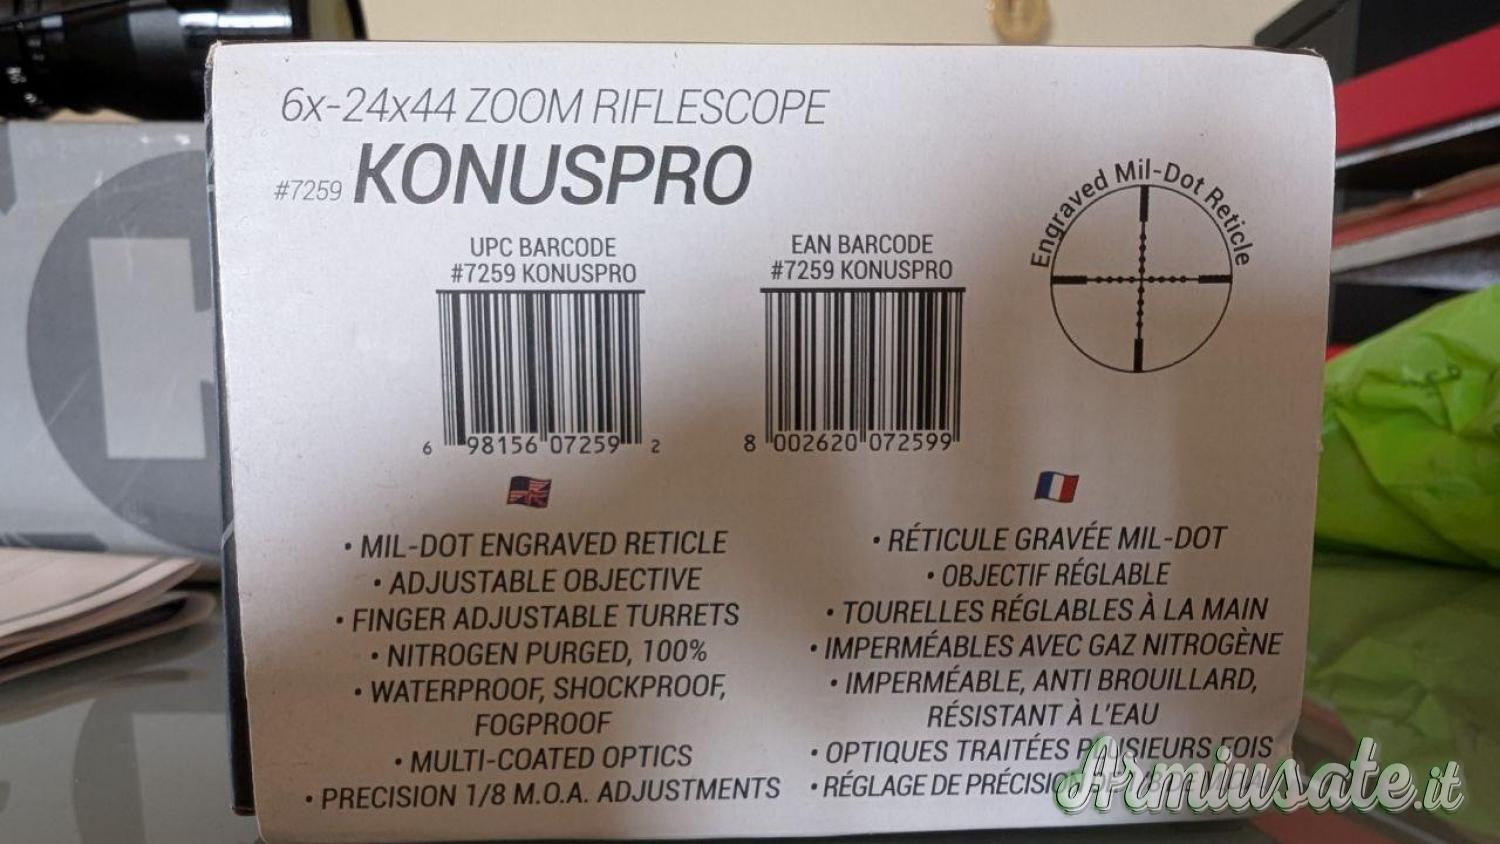 6x-24x44 ZOOM RIFLESCOPE
#7259 KONUSPRO
Engraved Mil-Dot Reticle
UPC BARCODE
#7259 KONUSPRO
6 98156 07259 2
EAN BARCODE
#7259 KONUSPRO
8 002620 072599
• MIL-DOT ENGRAVED RETICLE
• ADJUSTABLE OBJECTIVE
• FINGER ADJUSTABLE TURRETS
• NITROGEN PURGED, 100%
• WATERPROOF, SHOCKPROOF,
FOGPROOF
• MULTI-COATED OPTICS
• PRECISION 1/8 M.O.A. ADJUSTMENTS
• RÉTICULE GRAVÉE MIL-DOT
• OBJECTIF RÉGLABLE
• TOURELLES RÉGLABLES À LA MAIN
• IMPERMÉABLES AVEC GAZ NITROGÈNE
• IMPERMÉABLE, ANTI BROUILLARD,
RÉSISTANT À L'EAU
• OPTIQUES TRAITÉES PLUSIEURS FOIS
• RÉGLAGE DE PRÉCISION
Armiusate.it